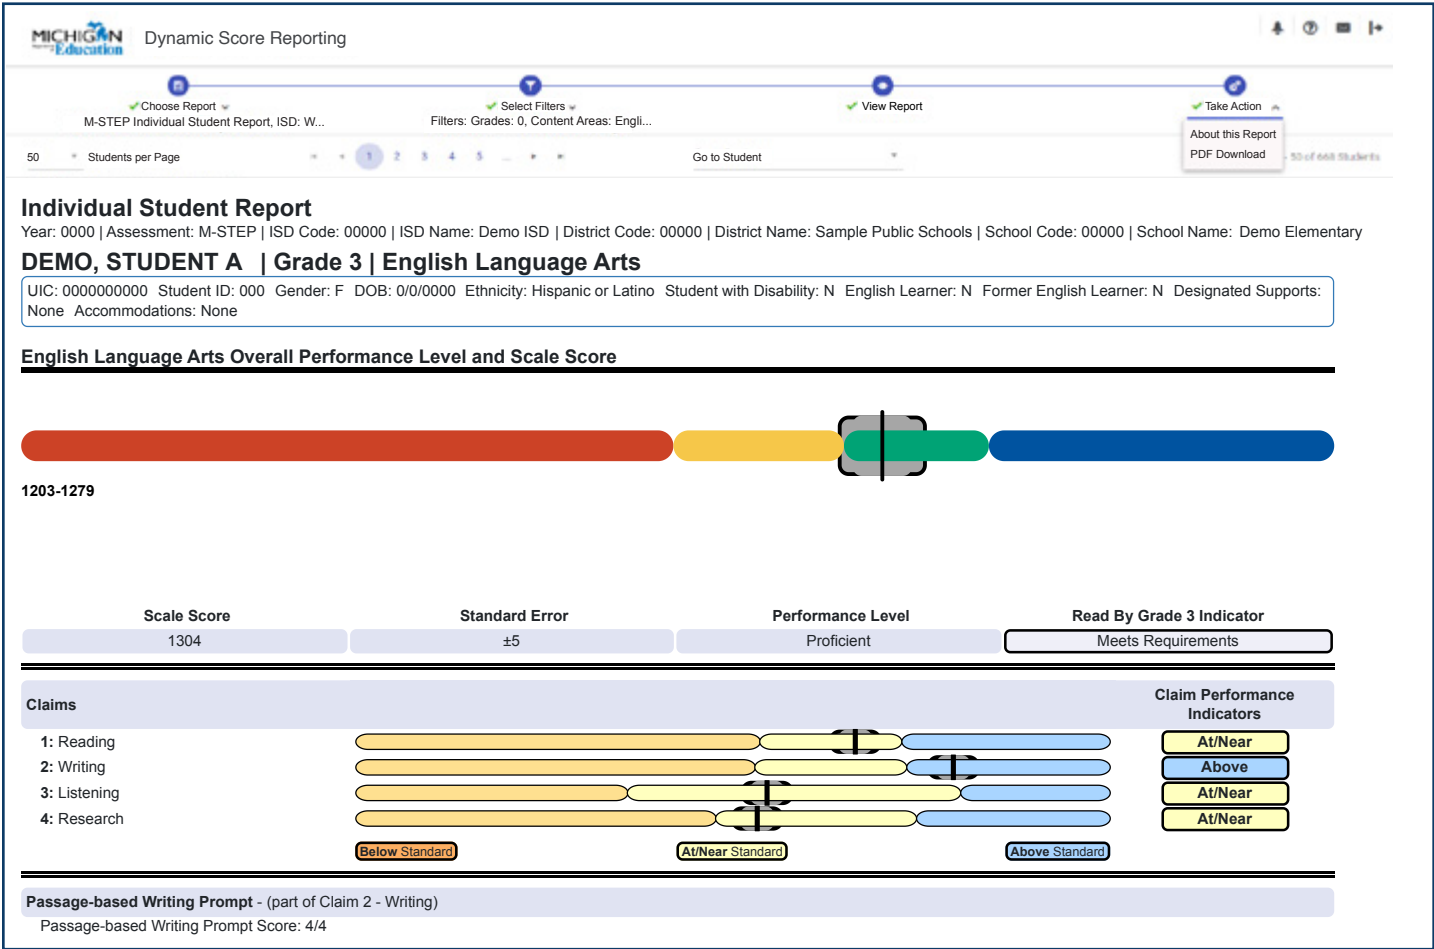 MICHIGAN
Education
Dynamic Score Reporting
Choose Report
M-STEP Individual Student Report, ISD: W...
Select Filters
Filters: Grades: 0, Content Areas: Engli...
View Report
Take Action
About this Report
PDF Download
50 Students per Page
1 2 3 4 5 ...
Go to Student
- 50 of 668 Students
Individual Student Report
Year: 0000 | Assessment: M-STEP | ISD Code: 00000 | ISD Name: Demo ISD | District Code: 00000 | District Name: Sample Public Schools | School Code: 00000 | School Name: Demo Elementary
DEMO, STUDENT A | Grade 3 | English Language Arts
UIC: 0000000000 Student ID: 000 Gender: F DOB: 0/0/0000 Ethnicity: Hispanic or Latino Student with Disability: N English Learner: N Former English Learner: N Designated Supports:
None Accommodations: None
English Language Arts Overall Performance Level and Scale Score
1203-1279
Scale Score Standard Error Performance Level Read By Grade 3 Indicator
1304 ±5 Proficient Meets Requirements
Claims
Claim Performance
Indicators
1: Reading At/Near
2: Writing Above
3: Listening At/Near
4: Research At/Near
Below Standard At/Near Standard Above Standard
Passage-based Writing Prompt - (part of Claim 2 - Writing)
Passage-based Writing Prompt Score: 4/4